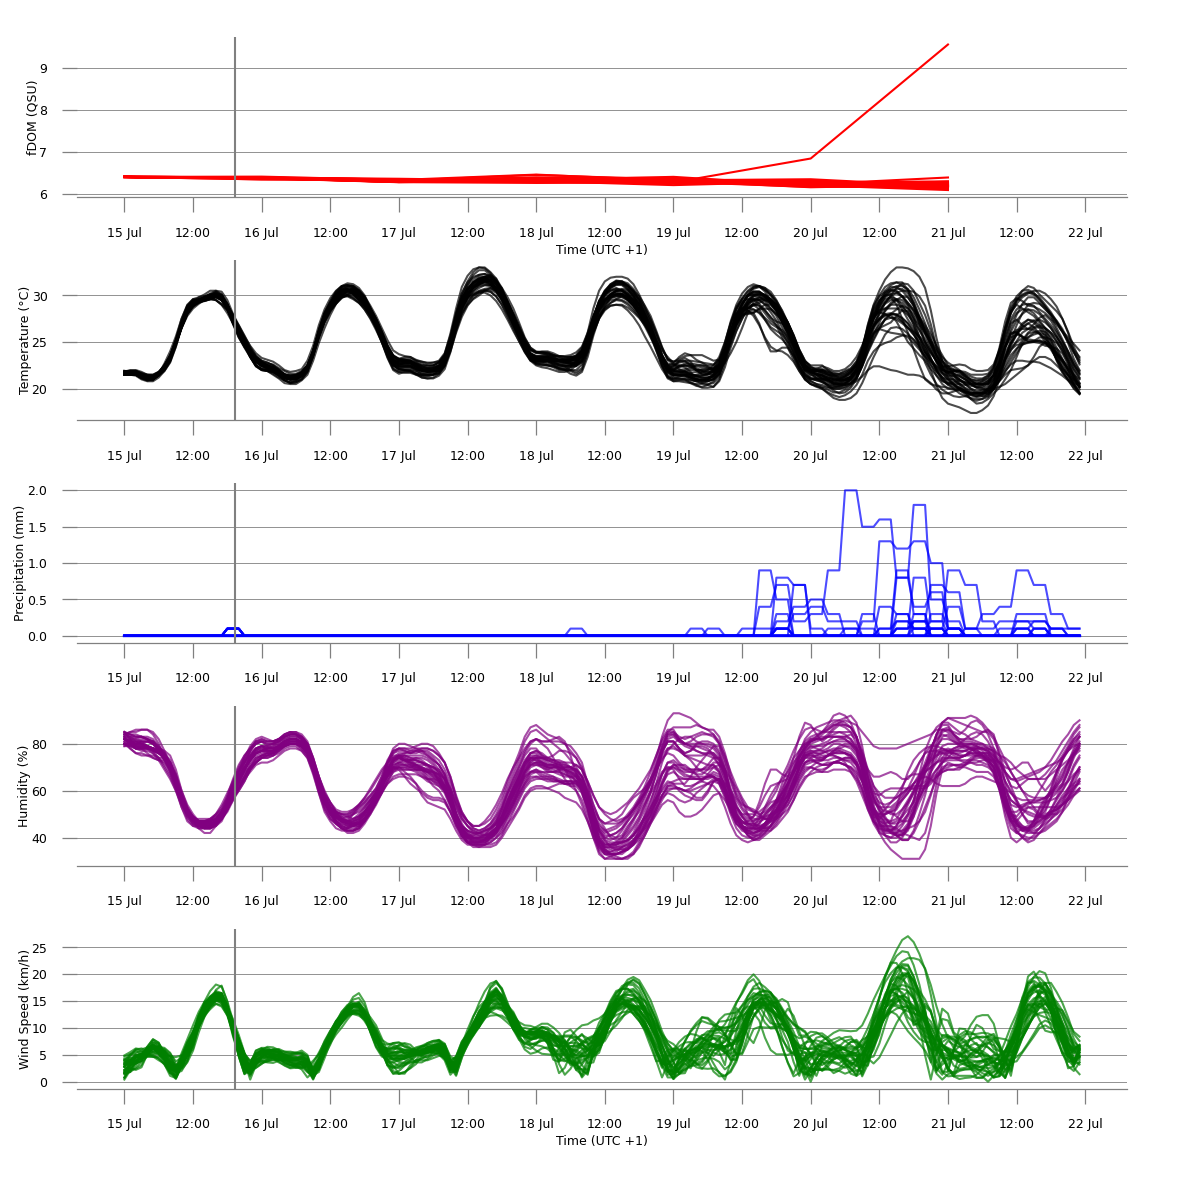 fDOM (QSU)
9
8
7
6
15 Jul 12:00 16 Jul 12:00 17 Jul 12:00 18 Jul 12:00 19 Jul 12:00 20 Jul 12:00 21 Jul 12:00 22 Jul
Time (UTC +1)
Temperature (°C)
30
25
20
15 Jul 12:00 16 Jul 12:00 17 Jul 12:00 18 Jul 12:00 19 Jul 12:00 20 Jul 12:00 21 Jul 12:00 22 Jul
Precipitation (mm)
2.0
1.5
1.0
0.5
0.0
15 Jul 12:00 16 Jul 12:00 17 Jul 12:00 18 Jul 12:00 19 Jul 12:00 20 Jul 12:00 21 Jul 12:00 22 Jul
Humidity (%)
80
60
40
15 Jul 12:00 16 Jul 12:00 17 Jul 12:00 18 Jul 12:00 19 Jul 12:00 20 Jul 12:00 21 Jul 12:00 22 Jul
Wind Speed (km/h)
25
20
15
10
5
0
15 Jul 12:00 16 Jul 12:00 17 Jul 12:00 18 Jul 12:00 19 Jul 12:00 20 Jul 12:00 21 Jul 12:00 22 Jul
Time (UTC +1)